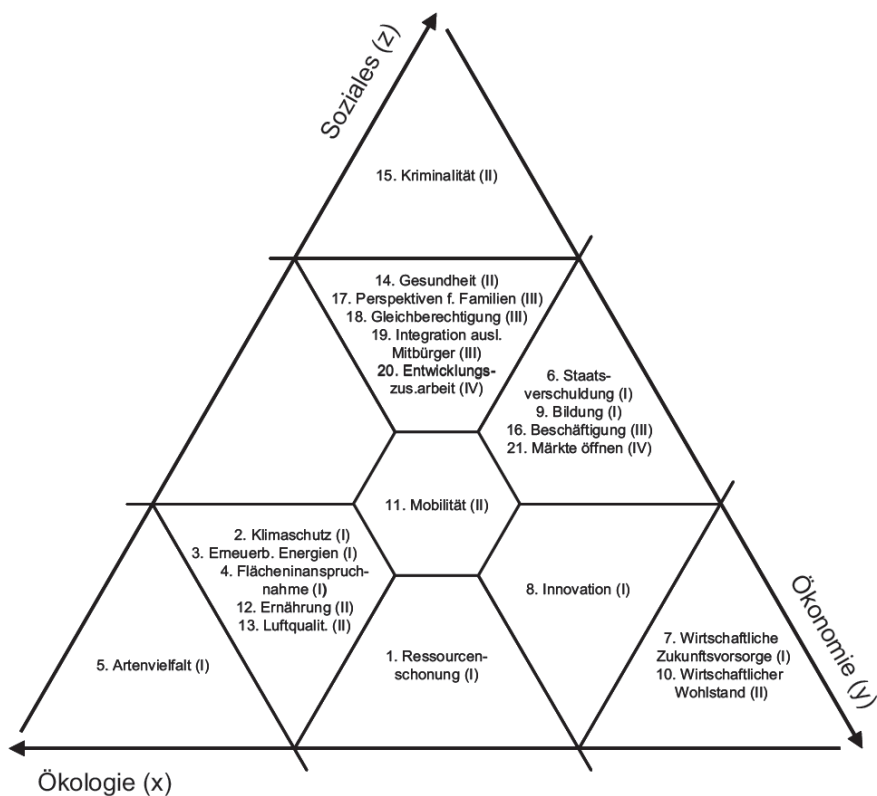 Soziales (z)
15. Kriminalität (II)
14. Gesundheit (II)
17. Perspektiven f. Familien (III)
18. Gleichberechtigung (III)
19. Integration ausl.
Mitbürger (III)
20. Entwicklungs-
zus.arbeit (IV)
6. Staats-
verschuldung (I)
9. Bildung (I)
16. Beschäftigung (III)
21. Märkte öffnen (IV)
11. Mobilität (II)
2. Klimaschutz (I)
3. Erneuerb. Energien (I)
4. Flächeninanspruch-
nahme (I)
12. Ernährung (II)
13. Luftqualit. (II)
8. Innovation (I)
5. Artenvielfalt (I)
1. Ressourcen-
schonung (I)
7. Wirtschaftliche
Zukunftsvorsorge (I)
10. Wirtschaftlicher
Wohlstand (II)
Ökonomie (y)
Ökologie (x)